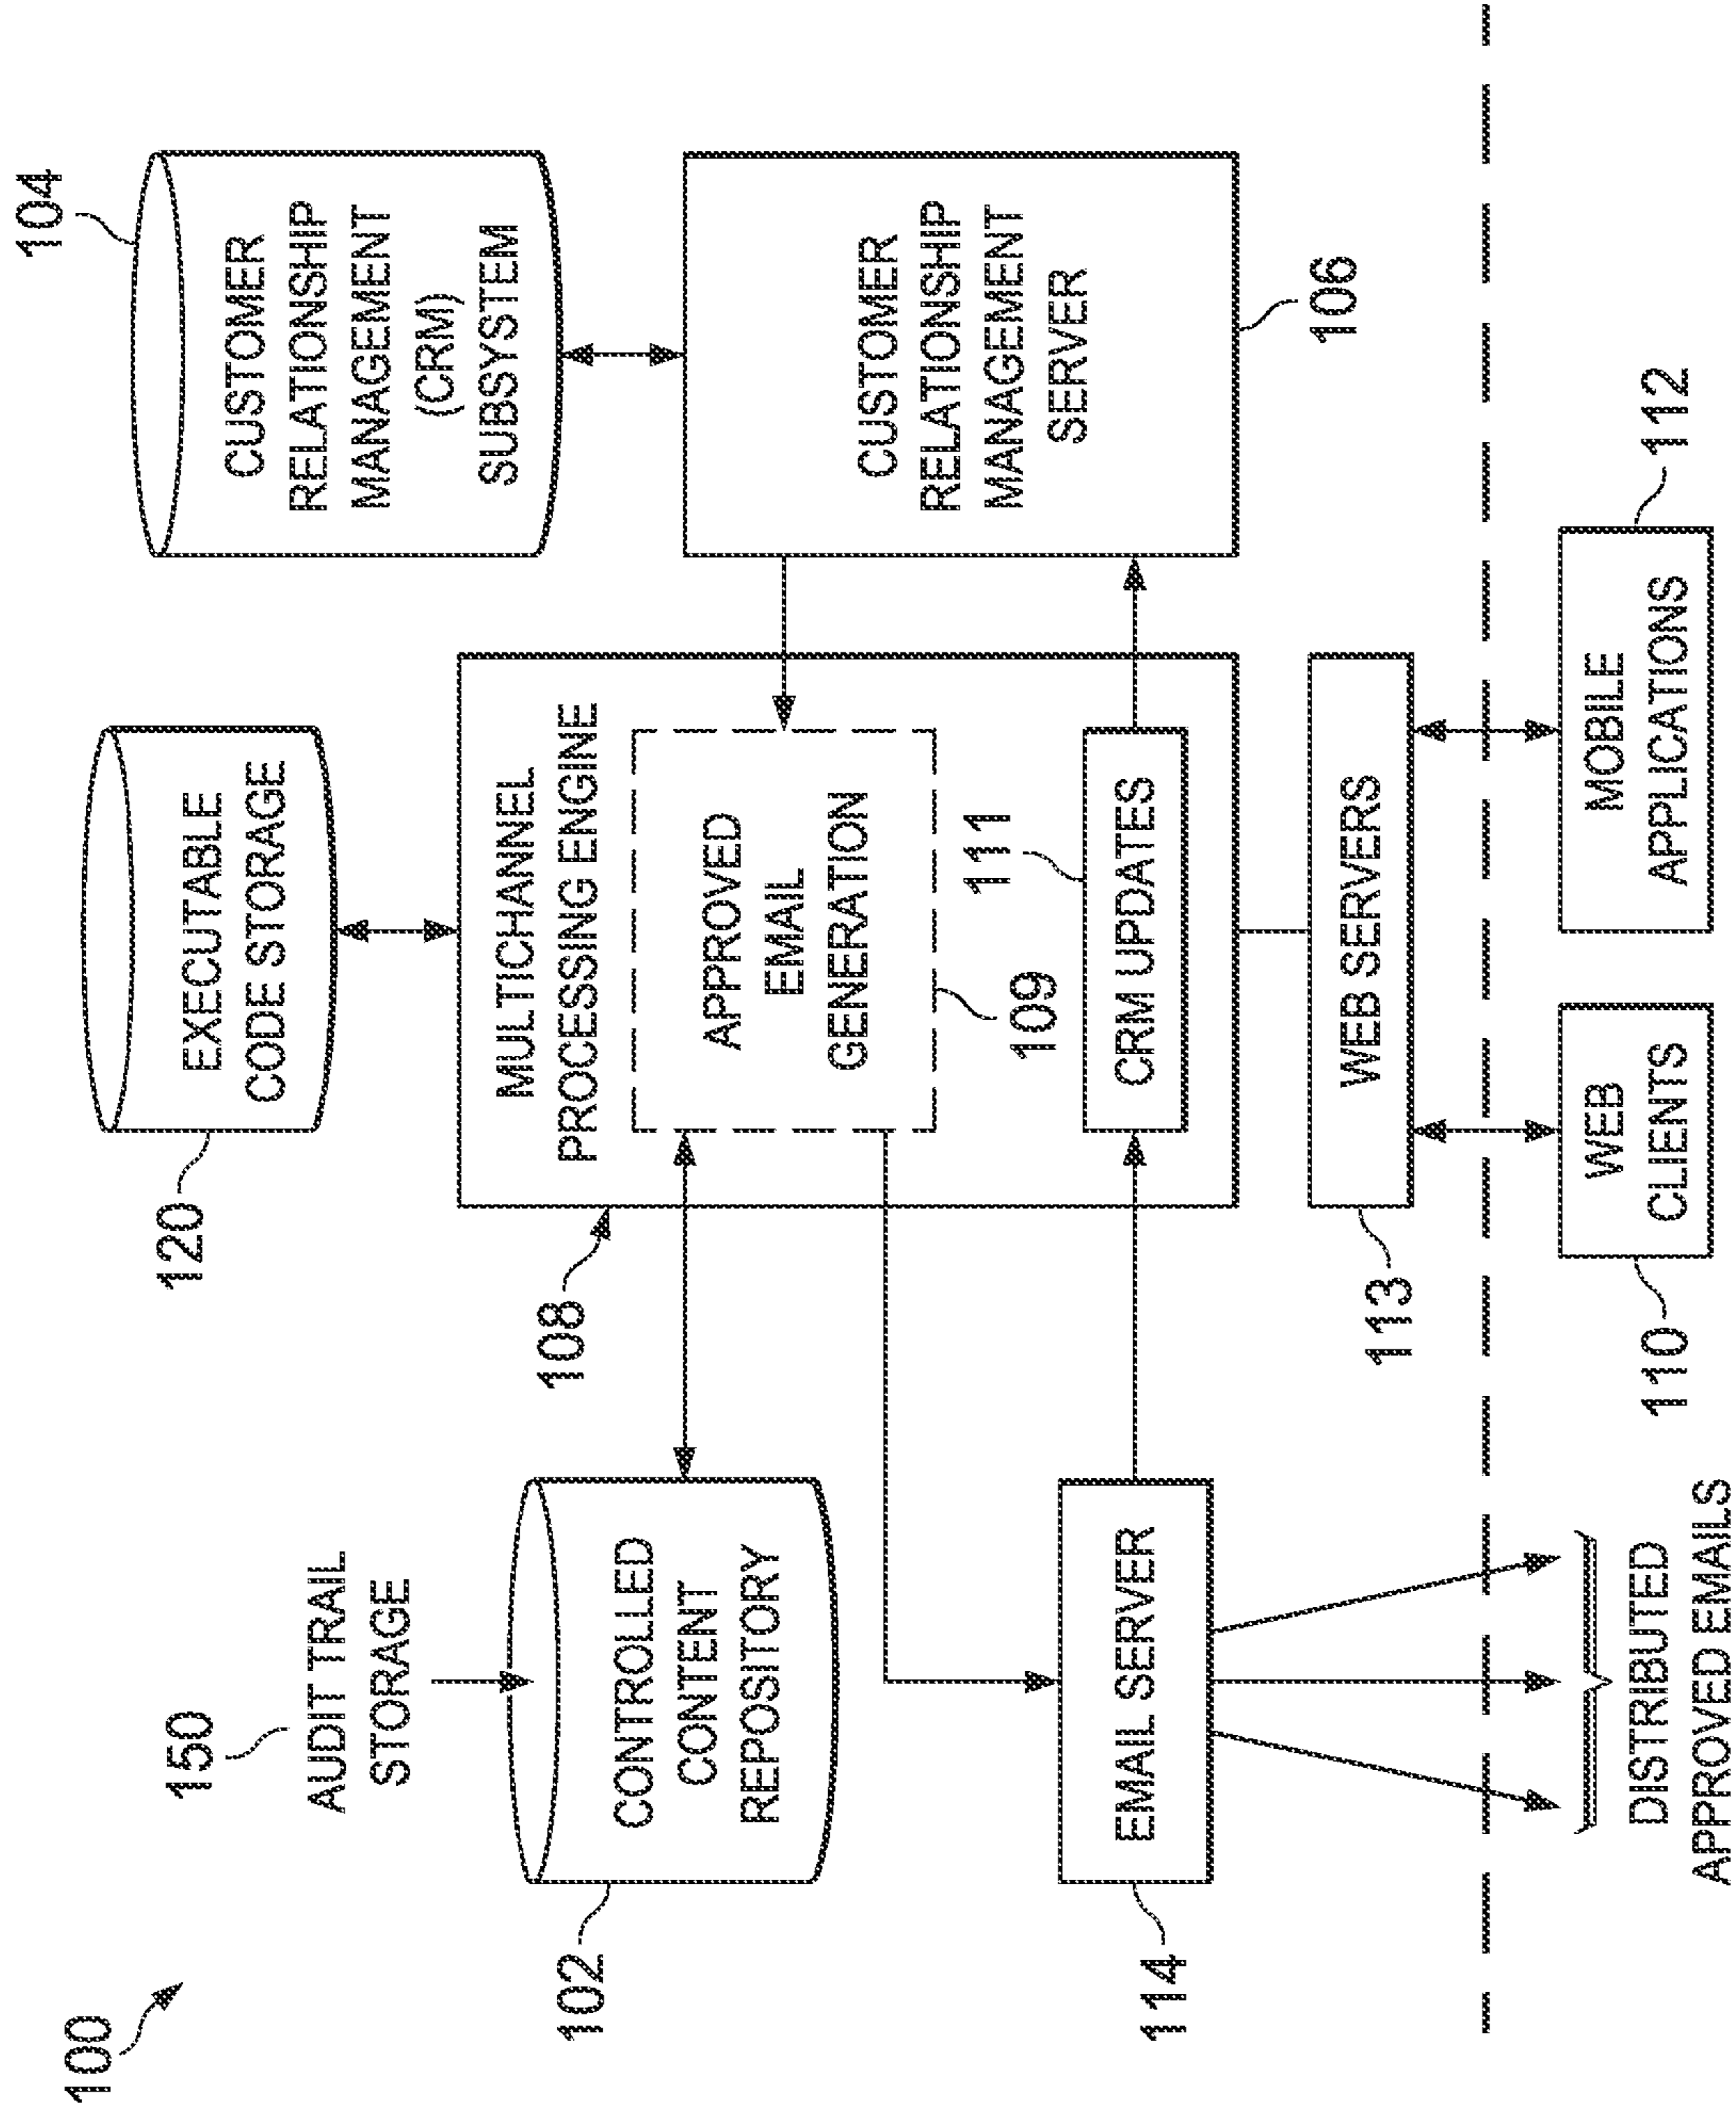 100
150
AUDIT TRAIL
STORAGE
102
CONTROLLED
CONTENT
REPOSITORY
114
EMAIL SERVER
DISTRIBUTED
APPROVED EMAILS
120
EXECUTABLE
CODE STORAGE
108
MULTICHANNEL
PROCESSING ENGINE
APPROVED
EMAIL
GENERATION
109
111
CRM UPDATES
113
WEB SERVERS
110
WEB
CLIENTS
MOBILE
APPLICATIONS
112
104
CUSTOMER
RELATIONSHIP
MANAGEMENT
(CRM)
SUBSYSTEM
CUSTOMER
RELATIONSHIP
MANAGEMENT
SERVER
106